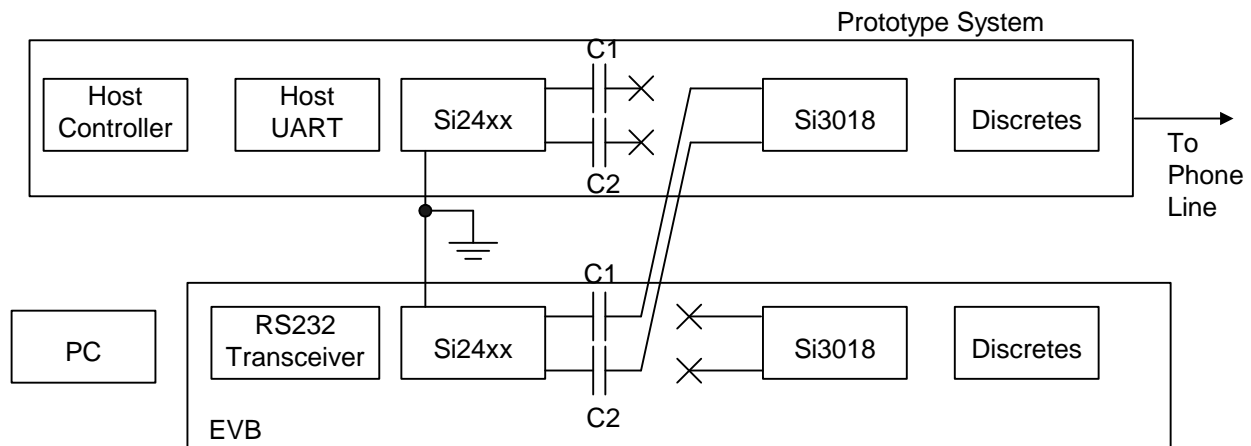 Prototype System
C1
Host
Controller
Host
UART
Si24xx
Si3018
Discretes
C2
To
Phone
Line
C1
PC
RS232
Transceiver
Si24xx
Si3018
Discretes
C2
EVB